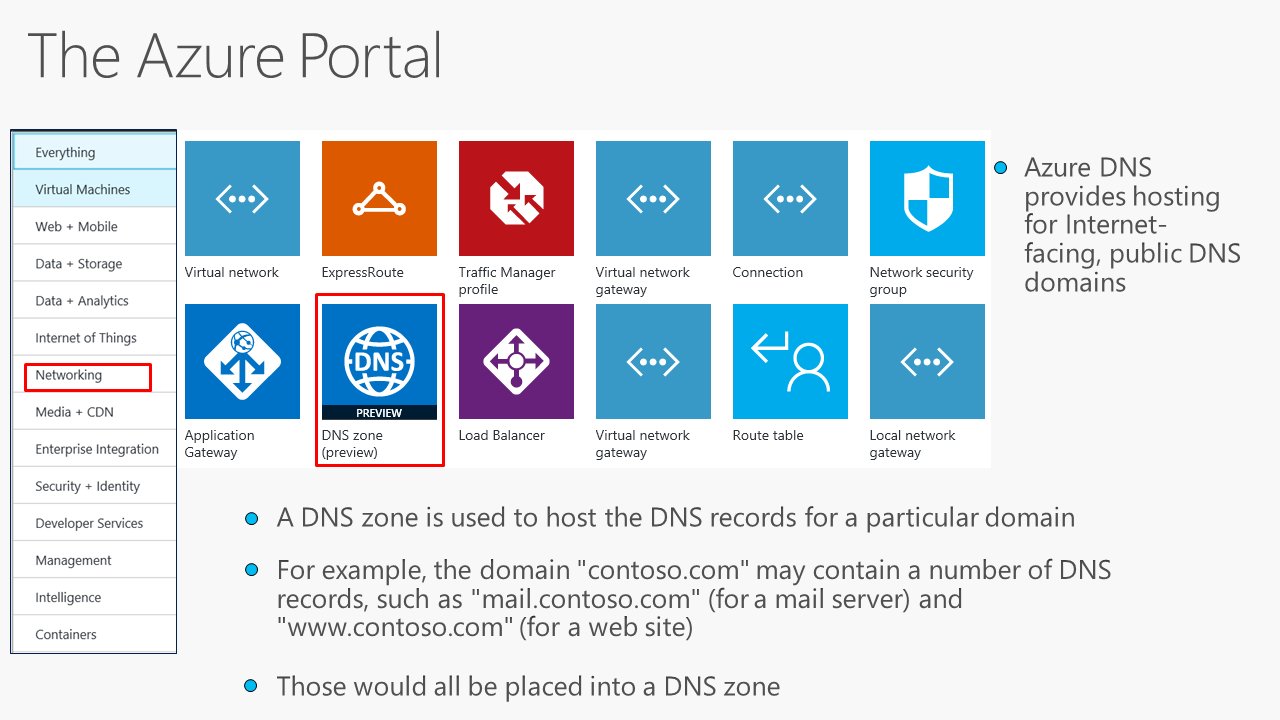 The Azure Portal
Everything
Virtual Machines
Web + Mobile
Data + Storage
Data + Analytics
Internet of Things
Networking
Media + CDN
Enterprise Integration
Security + Identity
Developer Services
Management
Intelligence
Containers
Virtual network
ExpressRoute
Traffic Manager
profile
Virtual network
gateway
Connection
Network security
group
DNS
PREVIEW
Application
Gateway
DNS zone
(preview)
Load Balancer
Virtual network
gateway
Route table
Local network
gateway
Azure DNS
provides hosting
for Internet-
facing, public DNS
domains
A DNS zone is used to host the DNS records for a particular domain
For example, the domain "contoso.com" may contain a number of DNS
records, such as "mail.contoso.com" (for a mail server) and
"www.contoso.com" (for a web site)
Those would all be placed into a DNS zone